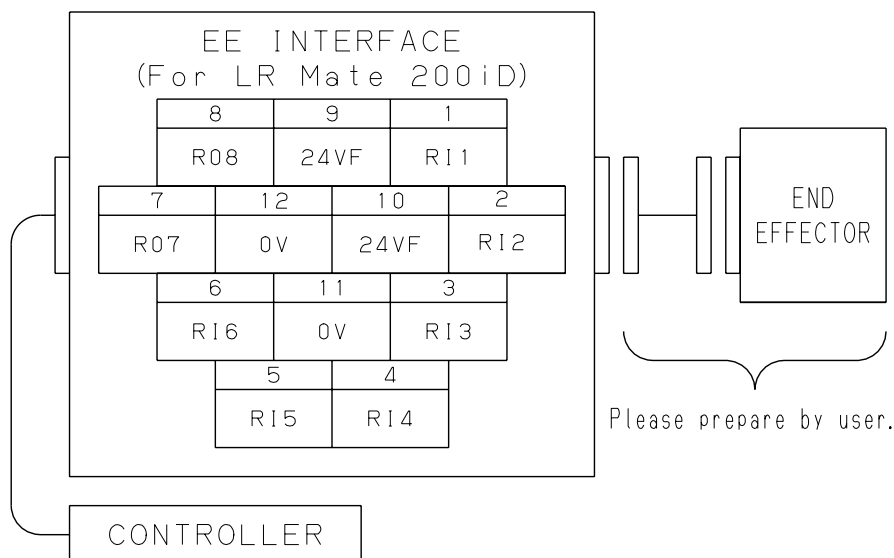 EE INTERFACE
(For LR Mate 200iD)
8 9 1
RO8 24VF RI1
7 12 10 2
RO7 0V 24VF RI2
6 11 3
RI6 0V RI3
5 4
RI5 RI4
END
EFFECTOR
Please prepare by user.
CONTROLLER